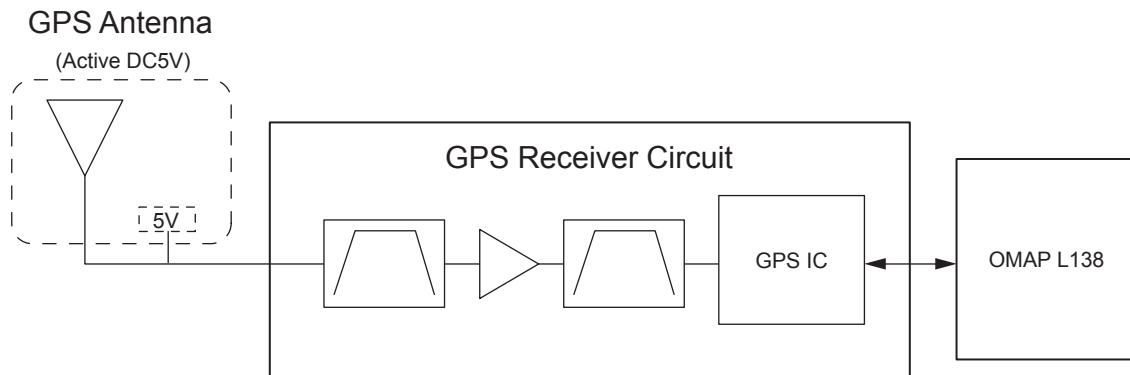 GPS Antenna
(Active DC5V)
5V
GPS Receiver Circuit
GPS IC
OMAP L138